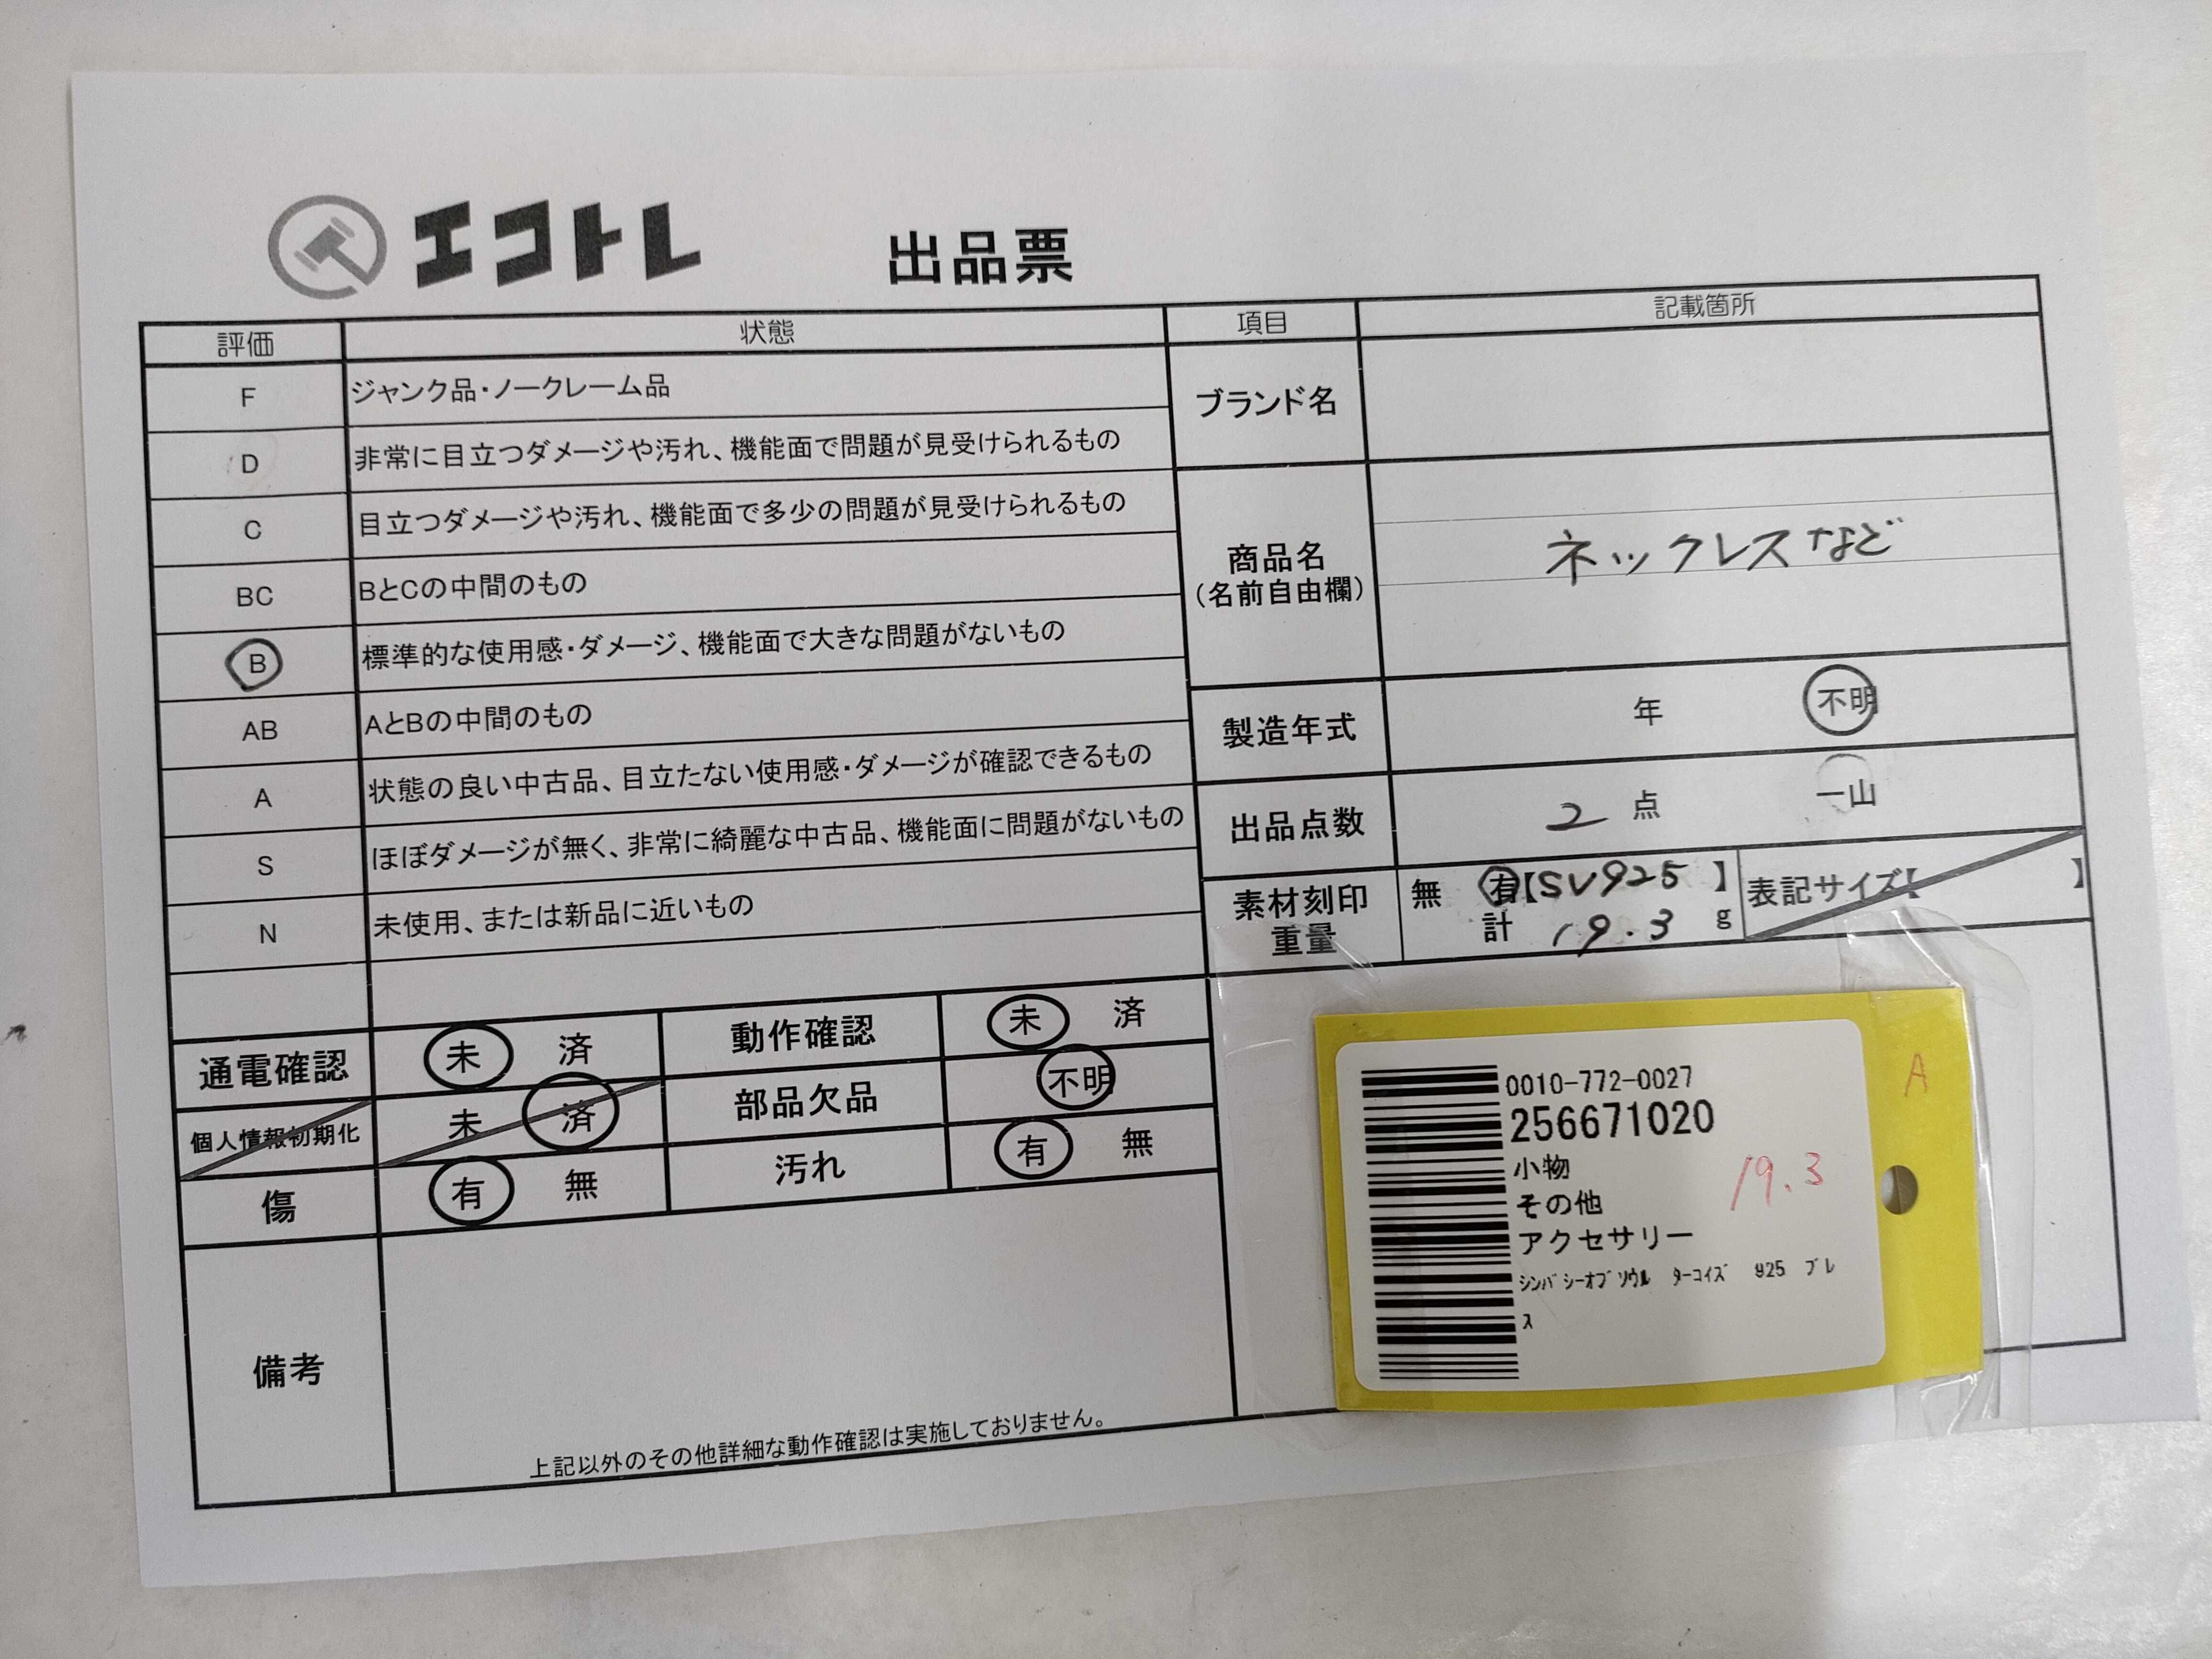 エコトレ 出品票
評価 状態 項目 記載箇所
F ジャンク品・ノークレーム品
D 非常に目立つダメージや汚れ、機能面で問題が見受けられるもの
C 目立つダメージや汚れ、機能面で多少の問題が見受けられるもの
BC BとCの中間のもの
B 標準的な使用感・ダメージ、機能面で大きな問題がないもの
AB AとBの中間のもの
A 状態の良い中古品、目立たない使用感・ダメージが確認できるもの
S ほぼダメージが無く、非常に綺麗な中古品、機能面に問題がないもの
N 未使用、または新品に近いもの
ブランド名
商品名
(名前自由欄)
ネックレスなど
製造年式 年 不明
出品点数 2 点 一山
素材刻印
重量
無 有【SV925 】
計 19.3 g
表記サイズ【 】
通電確認 未 済 動作確認 未 済
個人情報初期化 未 済 部品欠品 不明
傷 有 無 汚れ 有 無
備考
上記以外のその他詳細な動作確認は実施しておりません。
0010-772-0027
256671020
小物
その他
アクセサリー
シンパシーオブソウル ターコイズ 925 ブレ
ス
19.3
A